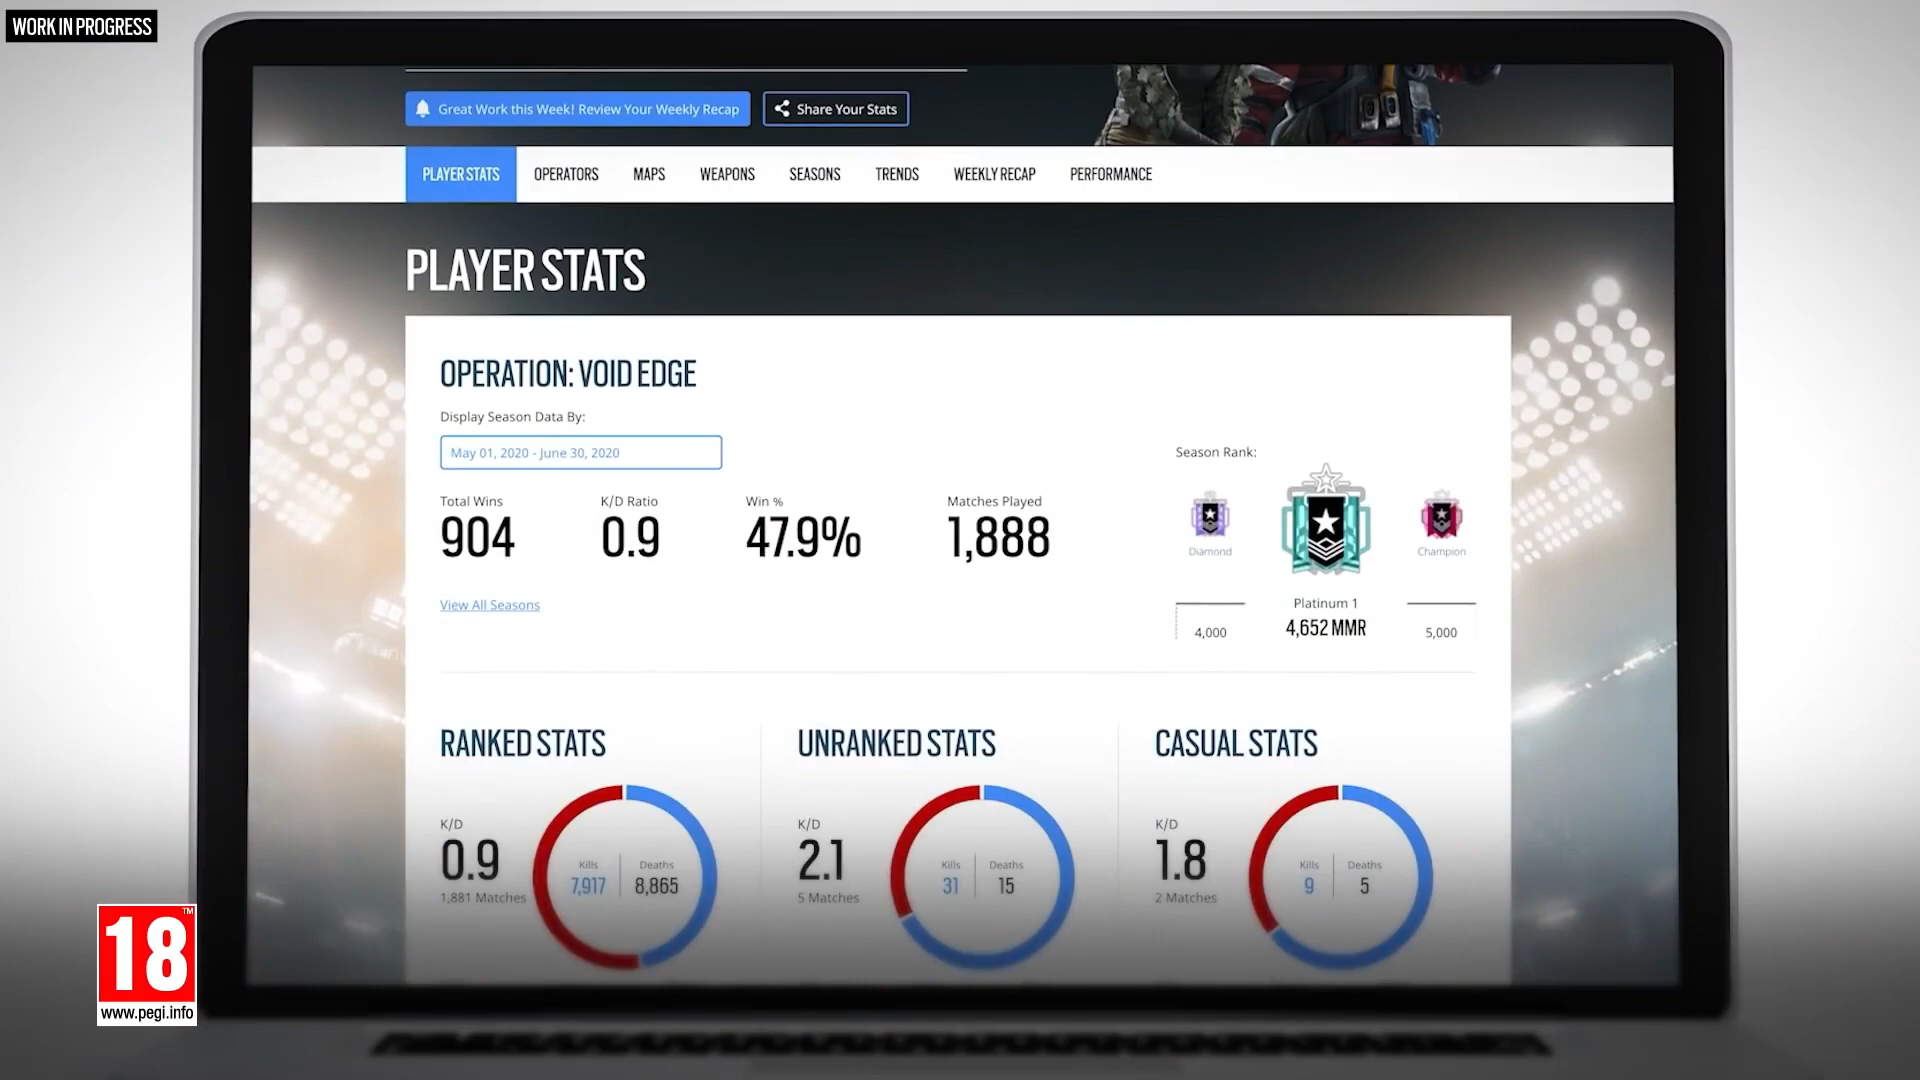 WORK IN PROGRESS
Great Work this Week! Review Your Weekly Recap
Share Your Stats
PLAYER STATS
OPERATORS
MAPS
WEAPONS
SEASONS
TRENDS
WEEKLY RECAP
PERFORMANCE
PLAYER STATS
OPERATION: VOID EDGE
Display Season Data By:
May 01, 2020 - June 30, 2020
Total Wins
904
K/D Ratio
0.9
Win %
47.9%
Matches Played
1,888
View All Seasons
Season Rank:
Diamond
Champion
Platinum 1
4,000
4,652 MMR
5,000
RANKED STATS
K/D
0.9
1,881 Matches
Kills
7,917
Deaths
8,865
UNRANKED STATS
K/D
2.1
5 Matches
Kills
31
Deaths
15
CASUAL STATS
K/D
1.8
2 Matches
Kills
9
Deaths
5
18™
www.pegi.info